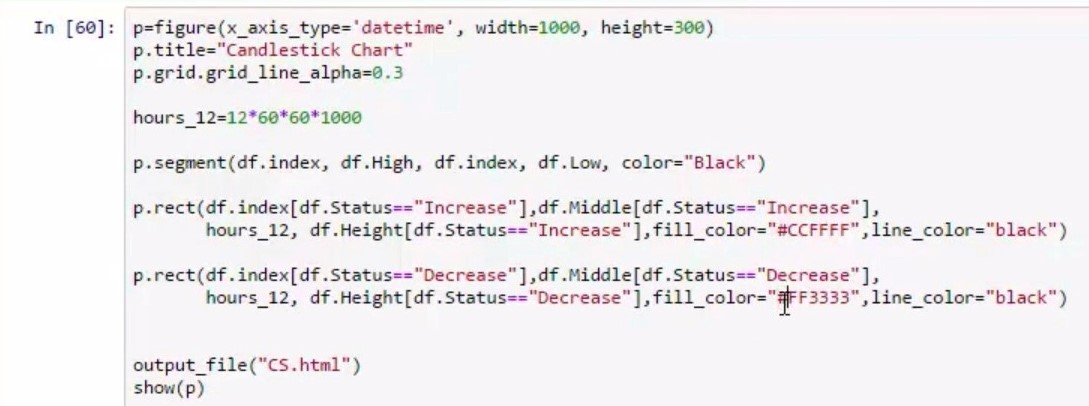 In [60]: p=figure(x_axis_type='datetime', width=1000, height=300)
p.title="Candlestick Chart"
p.grid.grid_line_alpha=0.3
hours_12=12*60*60*1000
p.segment(df.index, df.High, df.index, df.Low, color="Black")
p.rect(df.index[df.Status=="Increase"],df.Middle[df.Status=="Increase"],
hours_12, df.Height[df.Status=="Increase"],fill_color="#CCFFFF",line_color="black")
p.rect(df.index[df.Status=="Decrease"],df.Middle[df.Status=="Decrease"],
hours_12, df.Height[df.Status=="Decrease"],fill_color="#FF3333",line_color="black")
output_file("CS.html")
show(p)